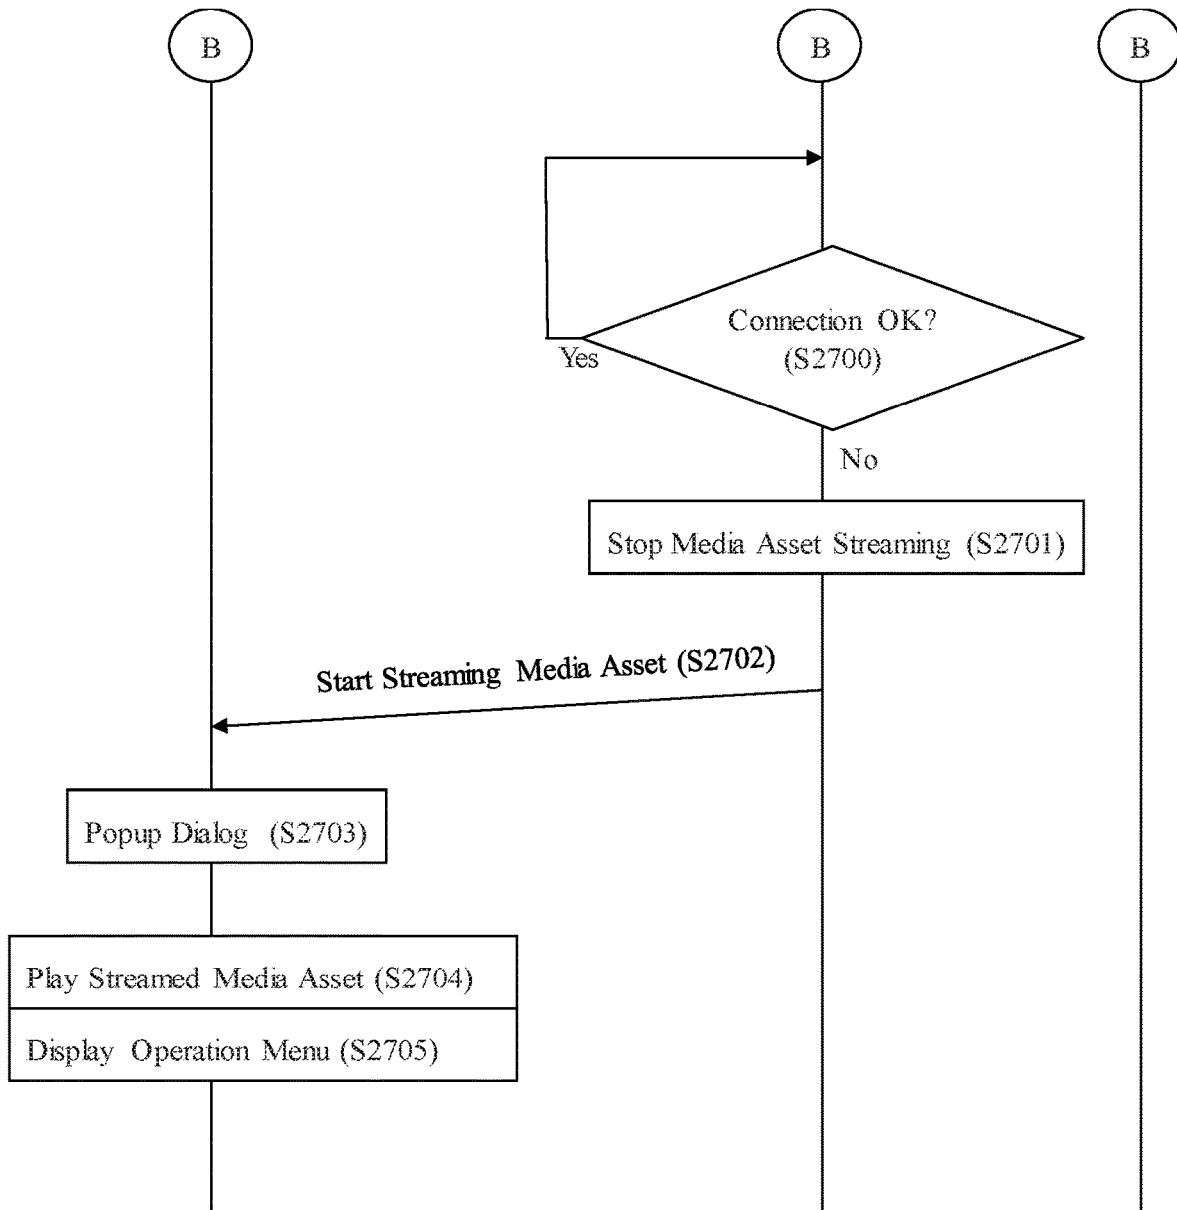 B
B
B
Connection OK?
(S2700)
Yes
No
Stop Media Asset Streaming (S2701)
Start Streaming Media Asset (S2702)
Popup Dialog (S2703)
Play Streamed Media Asset (S2704)
Display Operation Menu (S2705)